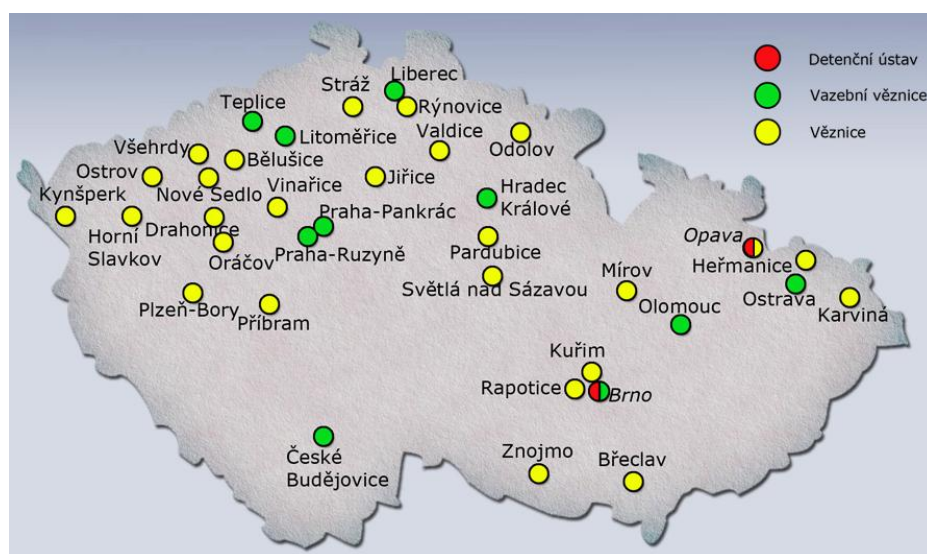 Detenční ústav
Vazební věznice
Věznice
Liberec
Stráž
Rýnovice
Teplice
Litoměřice
Valdice
Odolov
Všehrdy
Bělušice
Ostrov
Nové Sedlo
Vinařice
Jiřice
Kynšperk
Hradec
Králové
Praha-Pankrác
Horní
Slavkov
Drahonice
Oráčov
Praha-Ruzyně
Pardubice
Opava
Heřmanice
Plzeň-Bory
Příbram
Světlá nad Sázavou
Mírov
Olomouc
Ostrava
Karviná
Kuřim
Rapotice
Brno
České
Budějovice
Znojmo
Břeclav